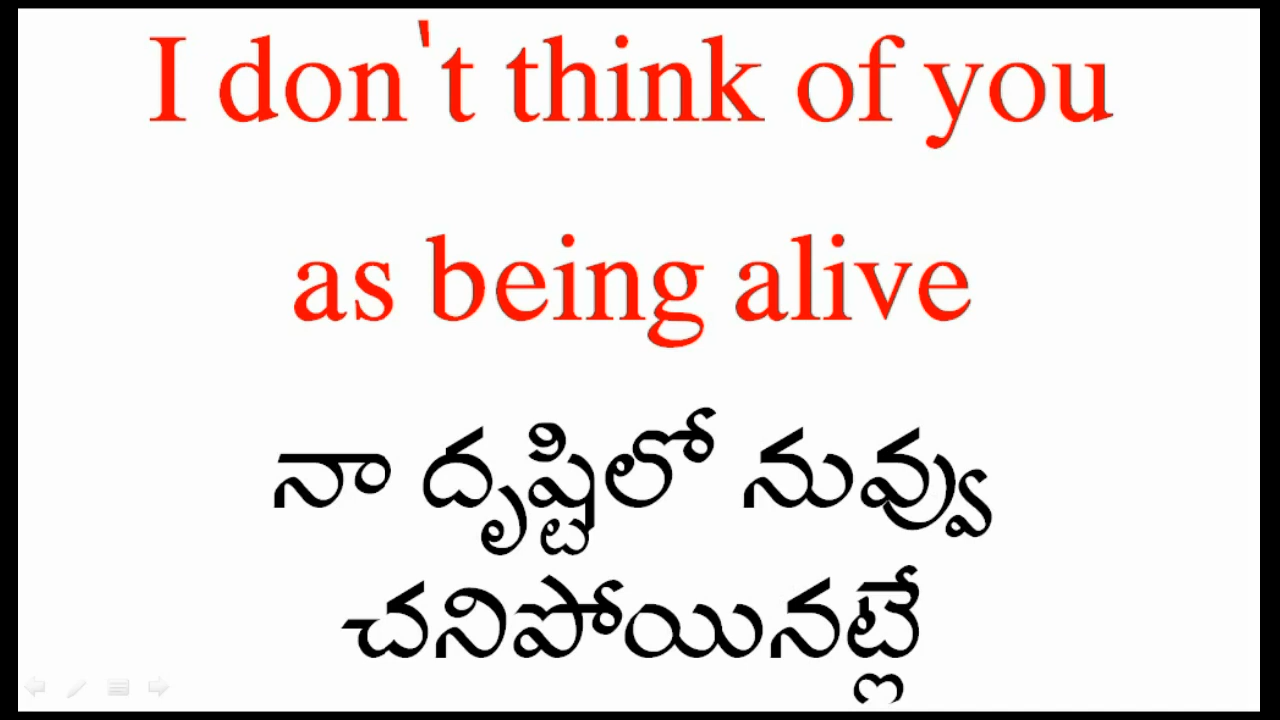 I don't think of you
as being alive
నా దృష్టిలో నువ్వు
చనిపోయినట్లే